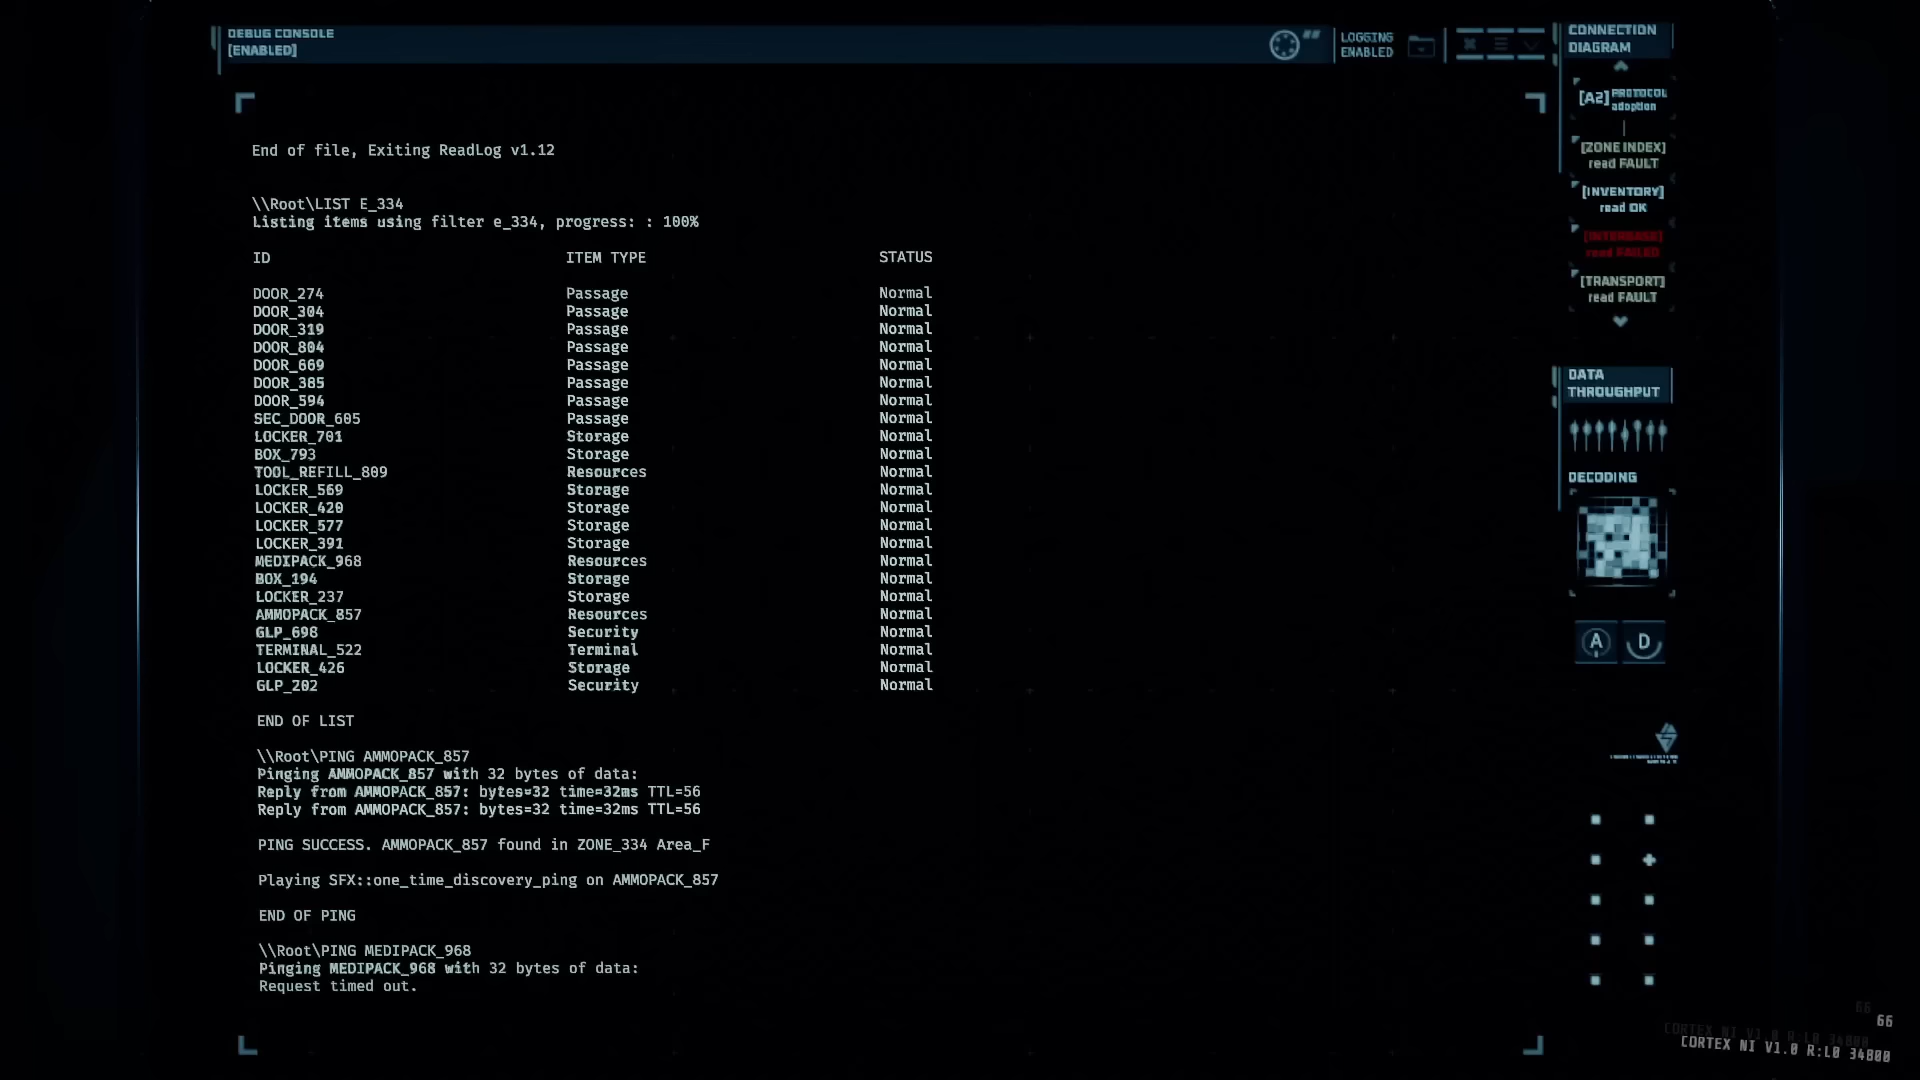 DEBUG CONSOLE
[ENABLED]
LOGGING
ENABLED
End of file, Exiting ReadLog v1.12
\\Root\LIST E_334
Listing items using filter e_334, progress: : 100%
ID ITEM TYPE STATUS
DOOR_274 Passage Normal
DOOR_304 Passage Normal
DOOR_319 Passage Normal
DOOR_804 Passage Normal
DOOR_669 Passage Normal
DOOR_385 Passage Normal
DOOR_594 Passage Normal
SEC_DOOR_605 Passage Normal
LOCKER_701 Storage Normal
BOX_793 Storage Normal
TOOL_REFILL_809 Resources Normal
LOCKER_569 Storage Normal
LOCKER_420 Storage Normal
LOCKER_577 Storage Normal
LOCKER_391 Storage Normal
MEDIPACK_968 Resources Normal
BOX_194 Storage Normal
LOCKER_237 Storage Normal
AMMOPACK_857 Resources Normal
GLP_698 Security Normal
TERMINAL_522 Terminal Normal
LOCKER_426 Storage Normal
GLP_202 Security Normal
END OF LIST
\\Root\PING AMMOPACK_857
Pinging AMMOPACK_857 with 32 bytes of data:
Reply from AMMOPACK_857: bytes=32 time=32ms TTL=56
Reply from AMMOPACK_857: bytes=32 time=32ms TTL=56
PING SUCCESS. AMMOPACK_857 found in ZONE_334 Area_F
Playing SFX::one_time_discovery_ping on AMMOPACK_857
END OF PING
\\Root\PING MEDIPACK_968
Pinging MEDIPACK_968 with 32 bytes of data:
Request timed out.
CONNECTION
DIAGRAM
[A2] PROTOCOL
adoption
[ZONE INDEX]
read FAULT
[INVENTORY]
read OK
[INTERBASE]
read FAILED
[TRANSPORT]
read FAULT
DATA
THROUGHPUT
DECODING
A D
66
CORTEX NI V1.0 R:L0 34800